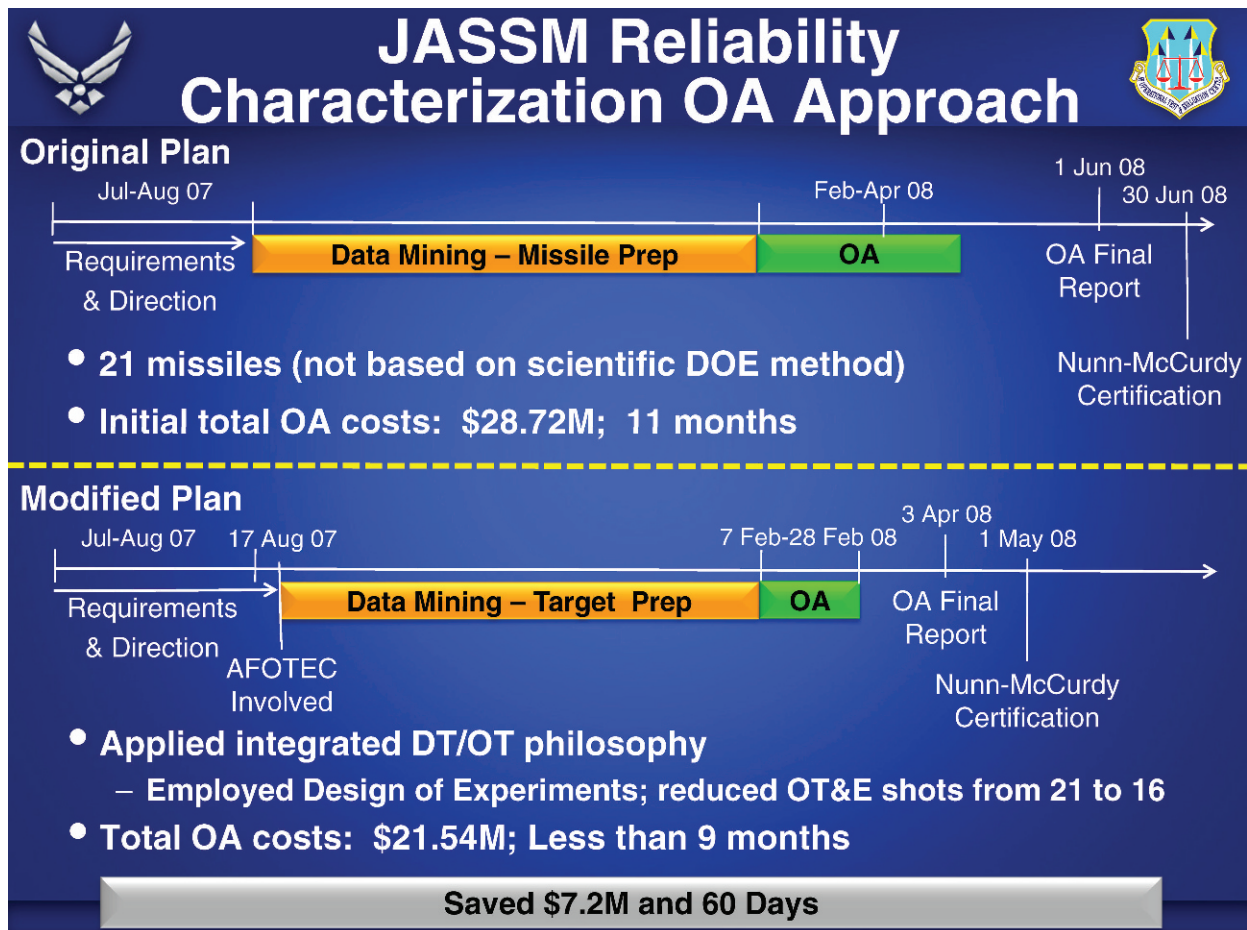 JASSM Reliability
Characterization OA Approach
Original Plan
Jul-Aug 07
Feb-Apr 08
1 Jun 08
30 Jun 08
Data Mining – Missile Prep
OA
Requirements
& Direction
OA Final
Report
Nunn-McCurdy
Certification
• 21 missiles (not based on scientific DOE method)
• Initial total OA costs: $28.72M; 11 months
Modified Plan
Jul-Aug 07
17 Aug 07
7 Feb-28 Feb 08
3 Apr 08
1 May 08
Data Mining – Target Prep
OA
Requirements
& Direction
AFOTEC
Involved
OA Final
Report
Nunn-McCurdy
Certification
• Applied integrated DT/OT philosophy
– Employed Design of Experiments; reduced OT&E shots from 21 to 16
• Total OA costs: $21.54M; Less than 9 months
Saved $7.2M and 60 Days